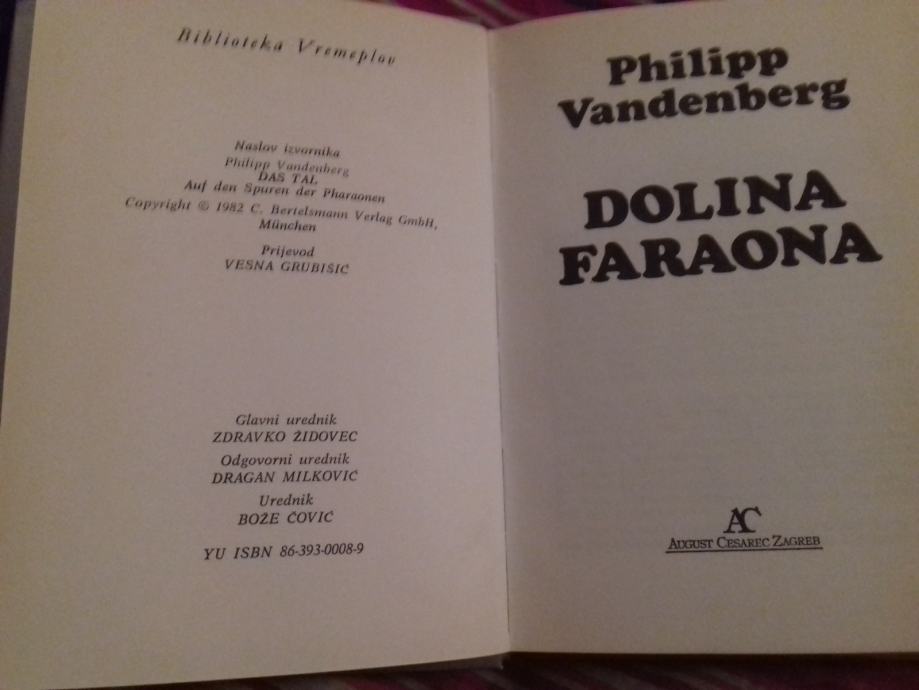 Biblioteka Vremeplov
Naslov izvornika
Philipp Vandenberg
DAS TAL
Auf den Spuren der Pharaonen
Copyright © 1982 C. Bertelsmann Verlag GmbH,
München
Prijevod
VESNA GRUBIŠIĆ
Glavni urednik
ZDRAVKO ŽIDOVEC
Odgovorni urednik
DRAGAN MILKOVIĆ
Urednik
BOŽE ČOVIĆ
YU ISBN 86-393-0008-9
Philipp
Vandenberg
DOLINA
FARAONA
AC
AUGUST CESAREC ZAGREB